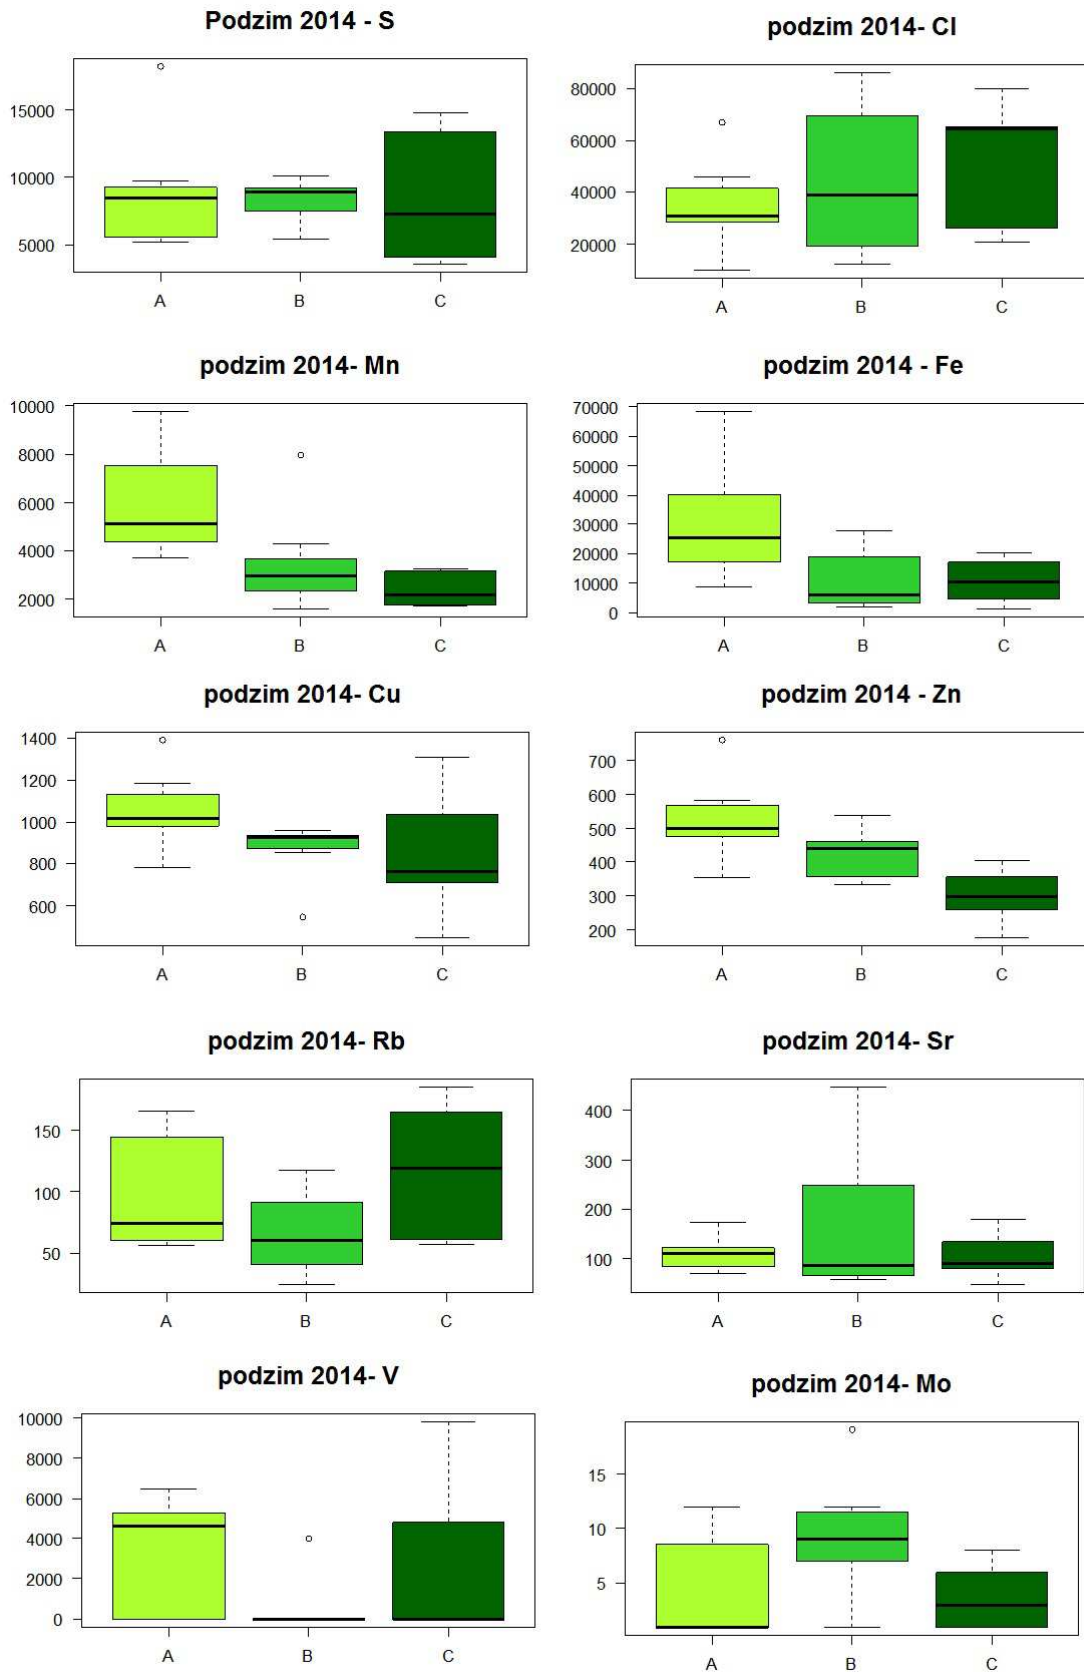 Podzim 2014 - S
15000
10000
5000
A B C
podzim 2014- Cl
80000
60000
40000
20000
A B C
podzim 2014- Mn
10000
8000
6000
4000
2000
A B C
podzim 2014 - Fe
70000
60000
50000
40000
30000
20000
10000
0
A B C
podzim 2014- Cu
1400
1200
1000
800
600
A B C
podzim 2014 - Zn
700
600
500
400
300
200
A B C
podzim 2014- Rb
150
100
50
A B C
podzim 2014- Sr
400
300
200
100
A B C
podzim 2014- V
10000
8000
6000
4000
2000
0
A B C
podzim 2014- Mo
15
10
5
A B C